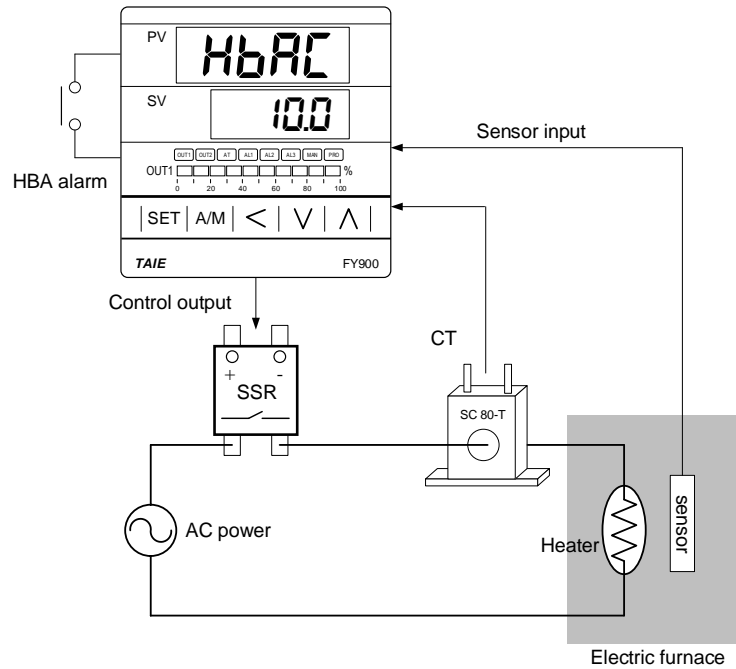 PV
HbAC
SV
10.0
OUT1 OUT2 AT AL1 AL2 AL3 MAN PRO
OUT1 %
0 20 40 60 80 100
SET A/M < ∨ ∧
TAIE FY900
HBA alarm
Sensor input
Control output
CT
+ -
SSR
SC 80-T
AC power
Heater
sensor
Electric furnace